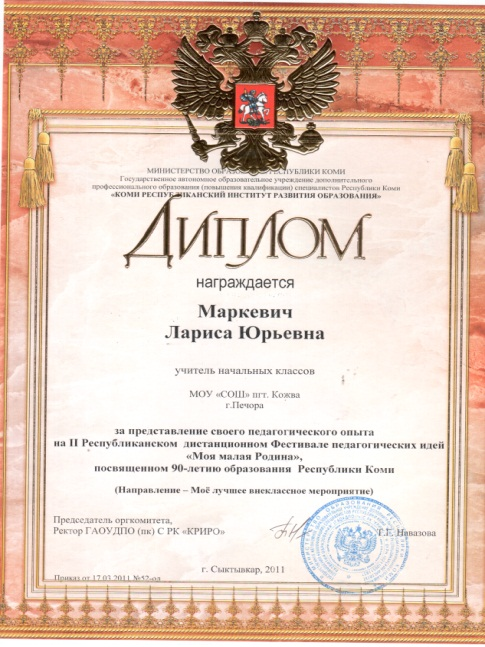 МИНИСТЕРСТВО ОБРАЗОВАНИЯ РЕСПУБЛИКИ КОМИ
Государственное автономное образовательное учреждение дополнительного
профессионального образования (повышения квалификации) специалистов Республики Коми
«КОМИ РЕСПУБЛИКАНСКИЙ ИНСТИТУТ РАЗВИТИЯ ОБРАЗОВАНИЯ»
ДИПЛОМ
награждается
Маркевич
Лариса Юрьевна
учитель начальных классов
МОУ «СОШ» пгт. Кожва
г.Печора
за представление своего педагогического опыта
на II Республиканском дистанционном Фестивале педагогических идей
«Моя малая Родина»,
посвященном 90-летию образования Республики Коми
(Направление – Моё лучшее внеклассное мероприятие)
Председатель оргкомитета,
Ректор ГАОУДПО (пк) С РК «КРИРО»
Г.Г. Навазова
г. Сыктывкар, 2011
Приказ от 17.03.2011 №52-од